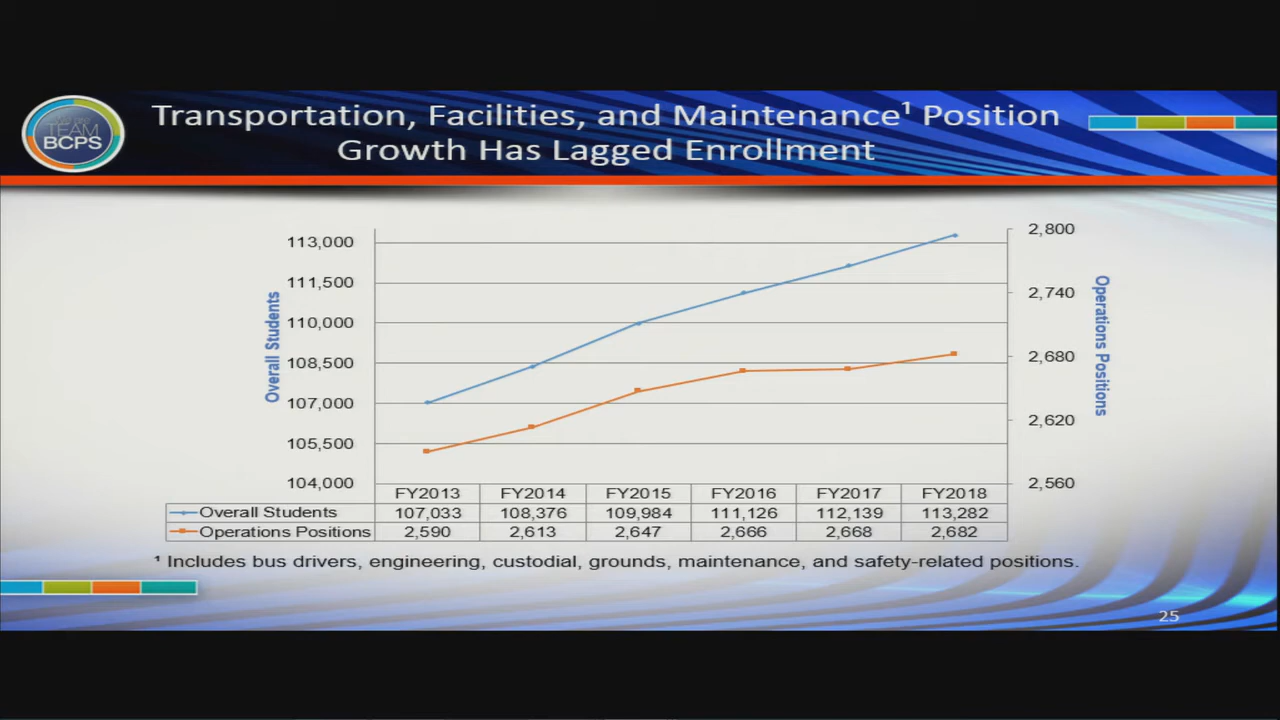 TEAM
BCPS
Transportation, Facilities, and Maintenance¹ Position
Growth Has Lagged Enrollment
113,000
111,500
110,000
108,500
107,000
105,500
104,000
Overall Students
2,800
2,740
2,680
2,620
2,560
Operations Positions
FY2013 FY2014 FY2015 FY2016 FY2017 FY2018
Overall Students 107,033 108,376 109,984 111,126 112,139 113,282
Operations Positions 2,590 2,613 2,647 2,666 2,668 2,682
¹ Includes bus drivers, engineering, custodial, grounds, maintenance, and safety-related positions.
25